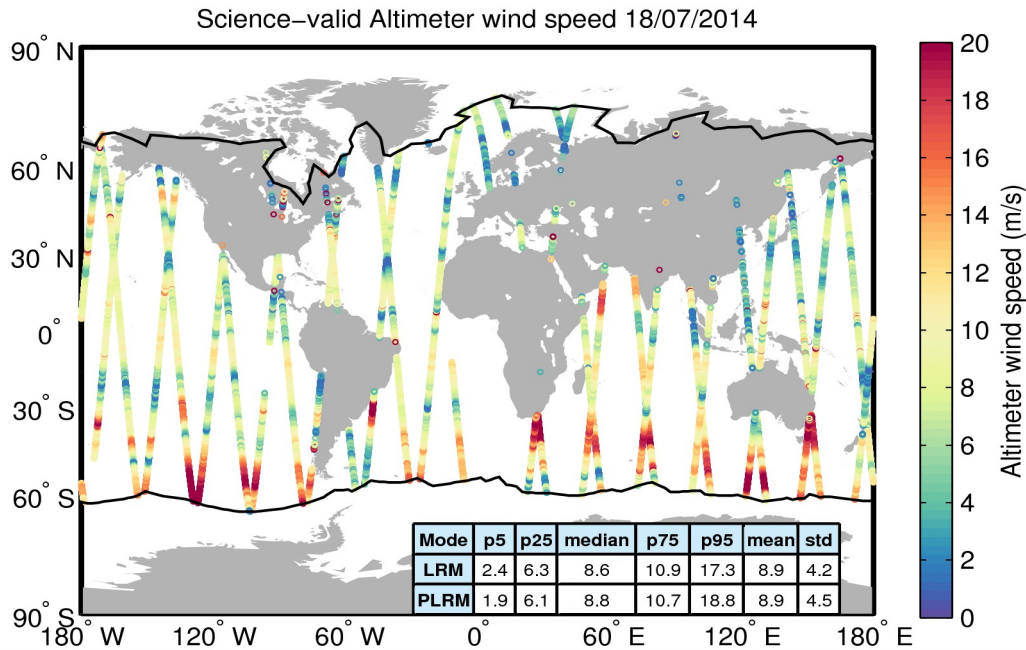 Science−valid Altimeter wind speed 18/07/2014
90° N
60° N
30° N
0°
30° S
60° S
90° S
180° W
120° W
60° W
0°
60° E
120° E
180° E
Mode p5 p25 median p75 p95 mean std
LRM 2.4 6.3 8.6 10.9 17.3 8.9 4.2
PLRM 1.9 6.1 8.8 10.7 18.8 8.9 4.5
20
18
16
14
12
10
8
6
4
2
0
Altimeter wind speed (m/s)